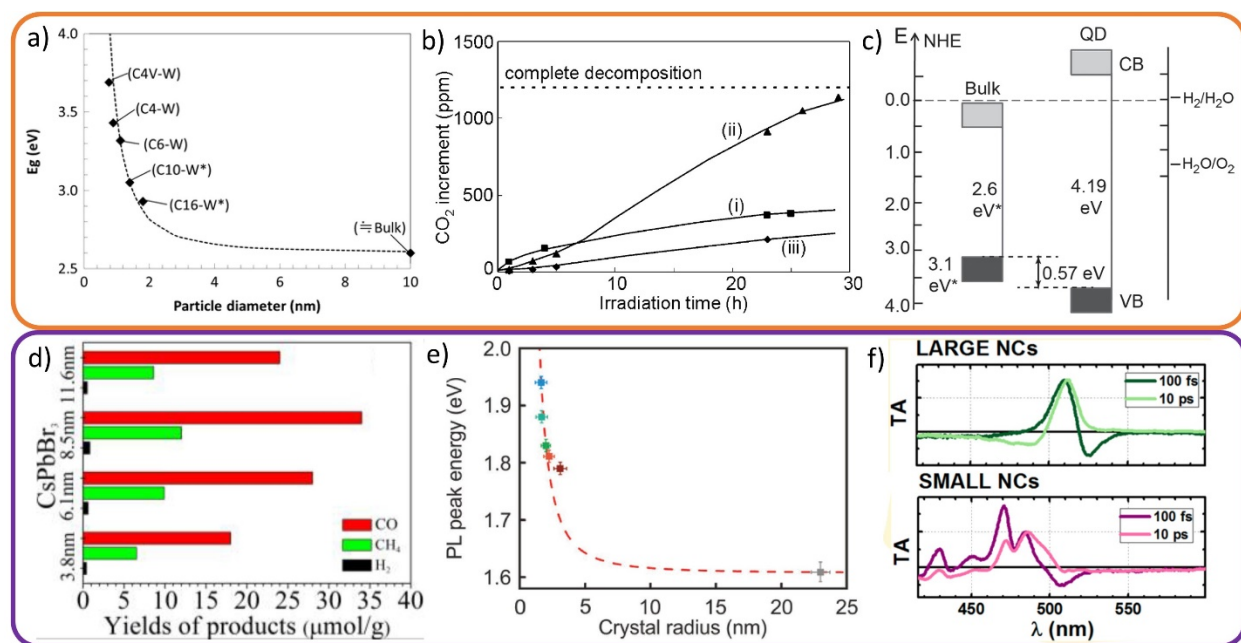 a)
4.0
3.5
3.0
2.5
Eg (eV)
(C4V-W)
(C4-W)
(C6-W)
(C10-W*)
(C16-W*)
(≒Bulk)
0 2 4 6 8 10
Particle diameter (nm)
b)
1500
1000
500
0
CO₂ increment (ppm)
complete decomposition
(ii)
(i)
(iii)
10 20 30
Irradiation time (h)
c)
E
NHE
QD
CB
Bulk
0.0
1.0
2.0
3.0
4.0
H₂/H₂O
H₂O/O₂
2.6
eV*
4.19
eV
3.1
eV*
0.57 eV
VB
d)
CsPbBr₃
11.6nm
8.5nm
6.1nm
3.8nm
CO
CH₄
H₂
0 5 10 15 20 25 30 35 40
Yields of products (μmol/g)
e)
2.0
1.9
1.8
1.7
1.6
PL peak energy (eV)
0 5 10 15 20 25
Crystal radius (nm)
f)
LARGE NCs
TA
100 fs
10 ps
SMALL NCs
TA
100 fs
10 ps
450 500 550
λ (nm)